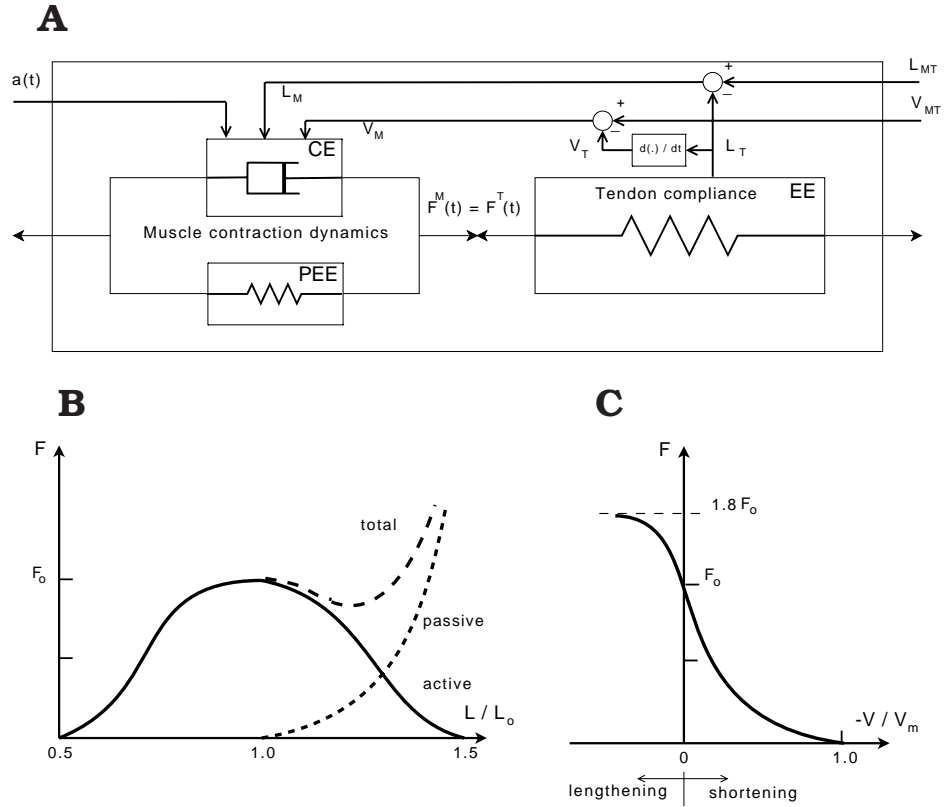 A
a(t)
L_MT
+
L_M
−
V_MT
+
V_M
−
V_T
d(.) / dt
L_T
CE
Tendon compliance
EE
F^M(t) = F^T(t)
Muscle contraction dynamics
PEE
B
C
F
F
total
1.8 F_o
F_o
F_o
passive
active
L / L_o
-V / V_m
0.5
1.0
1.5
0
1.0
lengthening
shortening